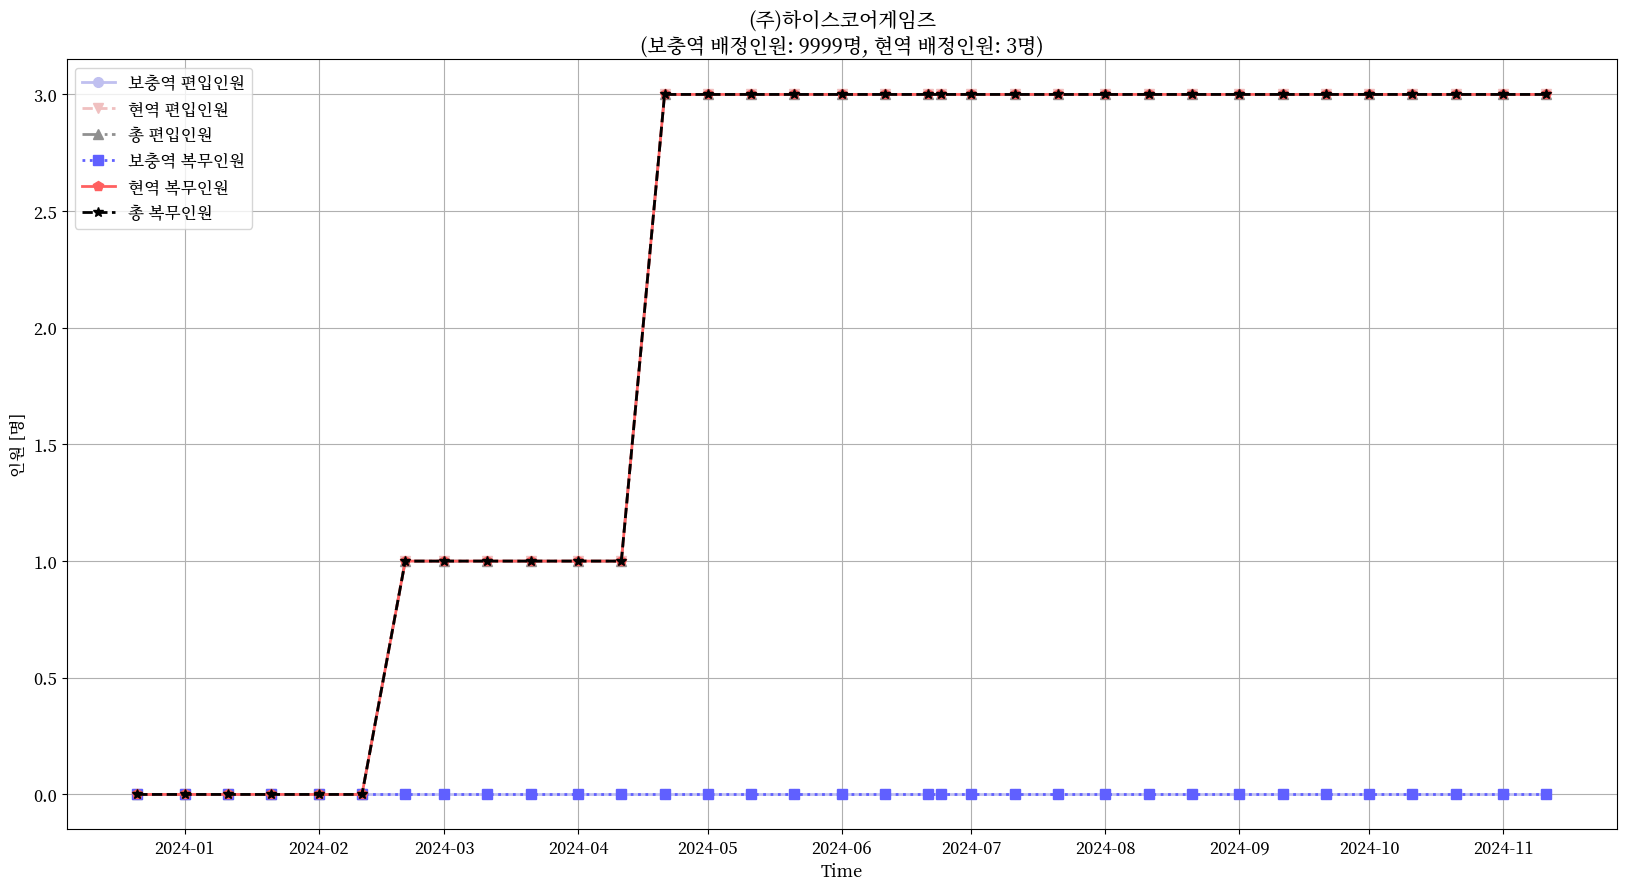 (주)하이스코어게임즈
(보충역 배정인원: 9999명, 현역 배정인원: 3명)
보충역 편입인원
현역 편입인원
총 편입인원
보충역 복무인원
현역 복무인원
총 복무인원
3.0
2.5
2.0
1.5
1.0
0.5
0.0
인원 [명]
2024-01 2024-02 2024-03 2024-04 2024-05 2024-06 2024-07 2024-08 2024-09 2024-10 2024-11
Time